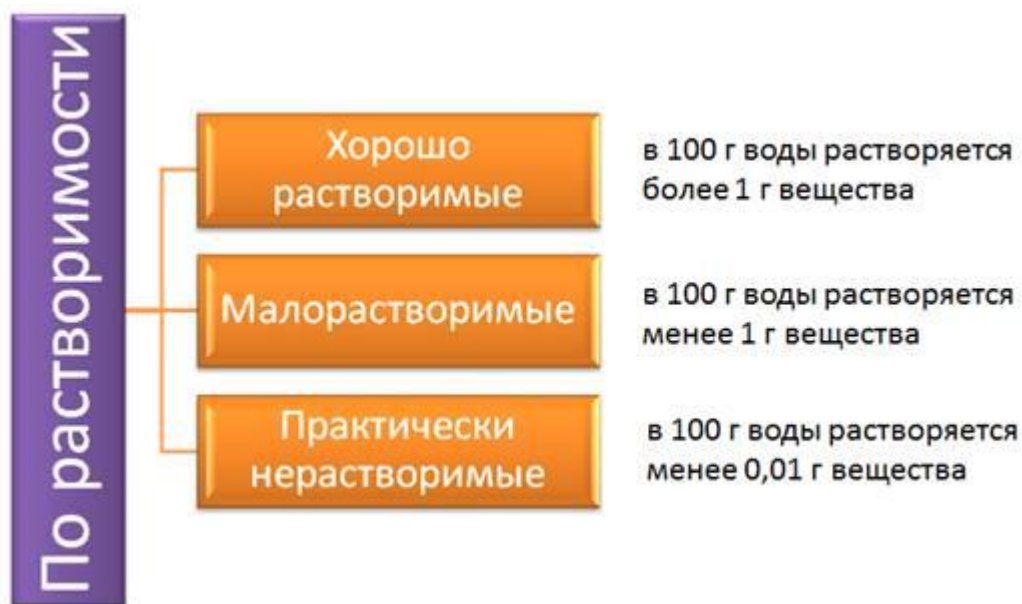 По растворимости
Хорошо
растворимые
в 100 г воды растворяется
более 1 г вещества
Малорастворимые
в 100 г воды растворяется
менее 1 г вещества
Практически
нерастворимые
в 100 г воды растворяется
менее 0,01 г вещества